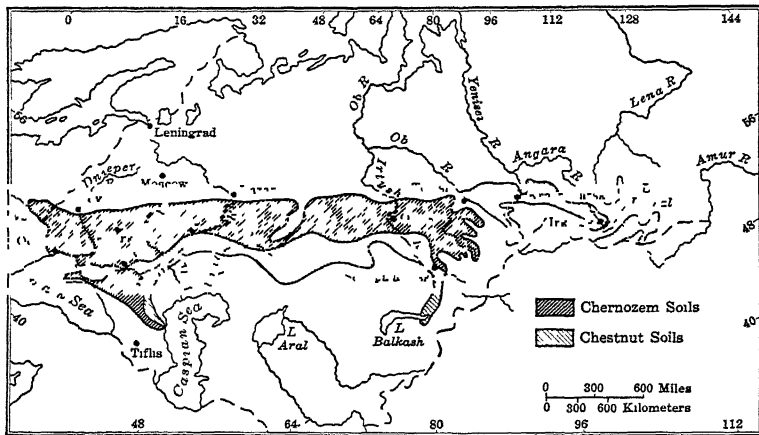 0 16 32 48 64 80 96 112 128 144
56
56
Leningrad
Ob R
Yenisei R
Lena R
Ob R
Angara R
Amur R
Dnieper R
Moscow
48
40
Sea
Tiflis
Caspian Sea
L Aral
L Balkash
Chernozem Soils
Chestnut Soils
40
0 300 600 Miles
0 300 600 Kilometers
48 64 80 96 112